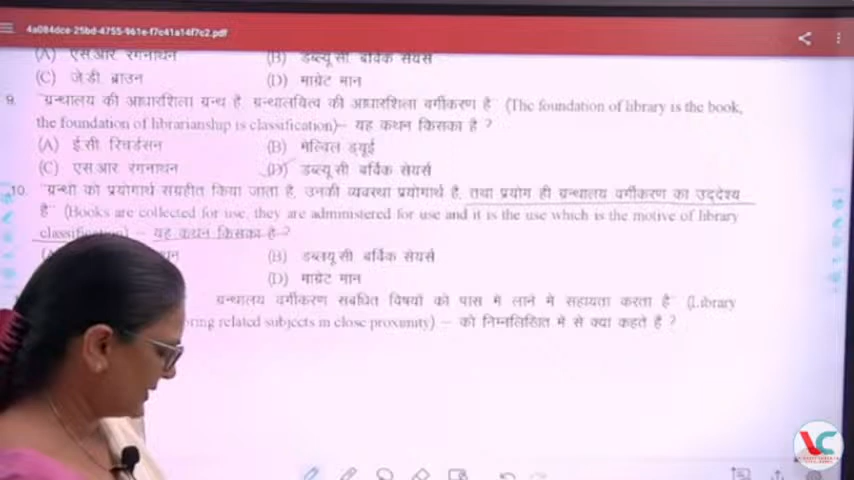 4a084dce-25bd-4755-961e-f7c41a14f7c2.pdf
(A) एस.आर. रंगनाथन (B) डब्ल्यू.सी. बर्विक सेयर्स
(C) जे.डी. ब्राउन (D) मार्ग्रेट मान
9. "ग्रन्थालय की आधारशिला ग्रन्थ है, ग्रन्थालयित्व की आधारशिला वर्गीकरण है" (The foundation of library is the book,
the foundation of librarianship is classification)– यह कथन किसका है ?
(A) ई.सी. रिचर्डसन (B) मेल्विल ड्यूई
(C) एस.आर. रंगनाथन (D) डब्ल्यू.सी. बर्विक सेयर्स
10. "ग्रन्थों को प्रयोगार्थ संग्रहीत किया जाता है, उनकी व्यवस्था प्रयोगार्थ है, तथा प्रयोग ही ग्रन्थालय वर्गीकरण का उद्देश्य
है" (Books are collected for use, they are administered for use and it is the use which is the motive of library
classification) – यह कथन किसका है ?
(B) डब्ल्यू.सी. बर्विक सेयर्स
(D) मार्ग्रेट मान
ग्रन्थालय वर्गीकरण संबंधित विषयों को पास में लाने में सहायता करता है" (Library
bring related subjects in close proximity) – को निम्नलिखित में से क्या कहते हैं ?
VC